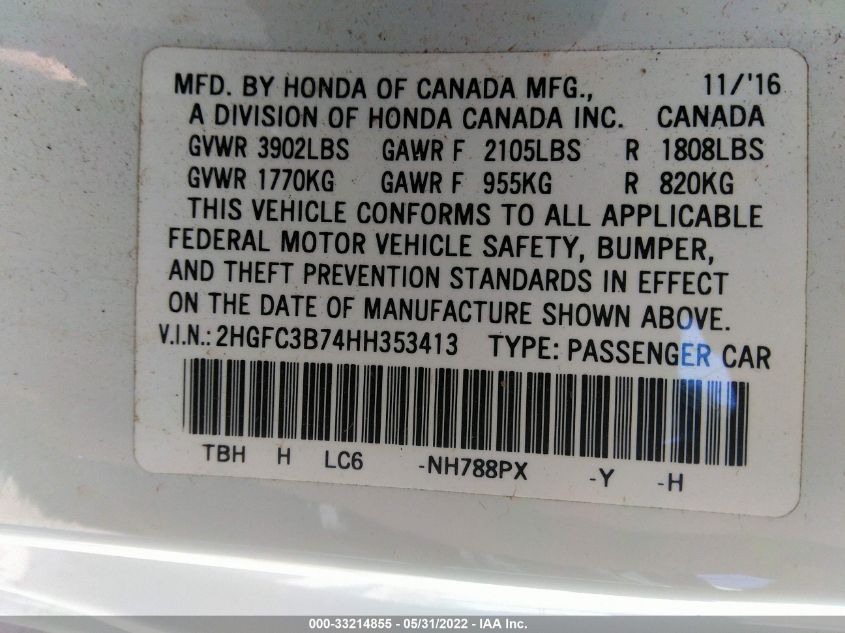 MFD. BY HONDA OF CANADA MFG., 11/'16
A DIVISION OF HONDA CANADA INC. CANADA
GVWR 3902LBS GAWR F 2105LBS R 1808LBS
GVWR 1770KG GAWR F 955KG R 820KG
THIS VEHICLE CONFORMS TO ALL APPLICABLE
FEDERAL MOTOR VEHICLE SAFETY, BUMPER,
AND THEFT PREVENTION STANDARDS IN EFFECT
ON THE DATE OF MANUFACTURE SHOWN ABOVE.
V.I.N.: 2HGFC3B74HH353413 TYPE: PASSENGER CAR
TBH H LC6 -NH788PX -Y -H
000-33214855 - 05/31/2022 - IAA Inc.